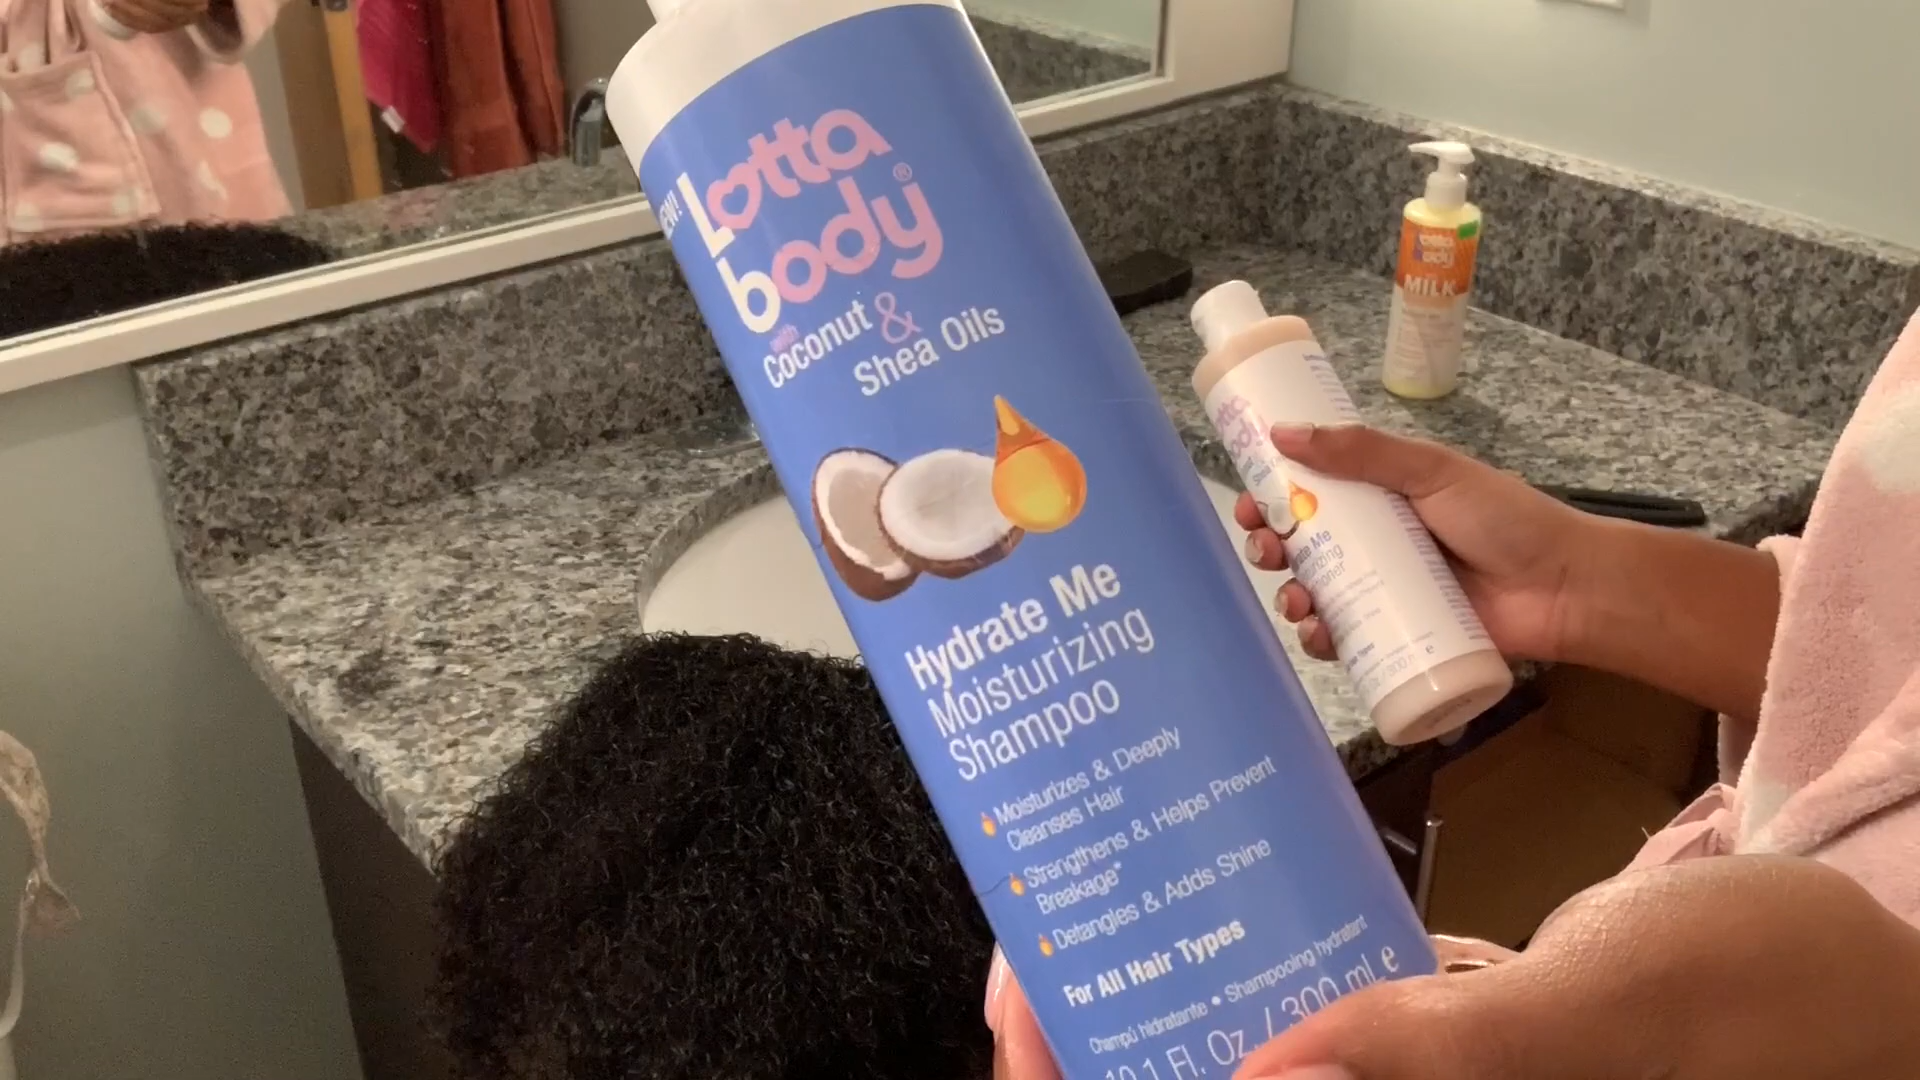 NEW!
Lotta
body®
with
Coconut &
Shea Oils
Hydrate Me
Moisturizing
Shampoo
Moisturizes & Deeply
Cleanses Hair
Strengthens & Helps Prevent
Breakage*
Detangles & Adds Shine
For All Hair Types
Champú hidratante • Shampooing hydratant
10.1 Fl. Oz. / 300 mL e
Lotta
body
Hydrate Me
Lotta
body
MILK